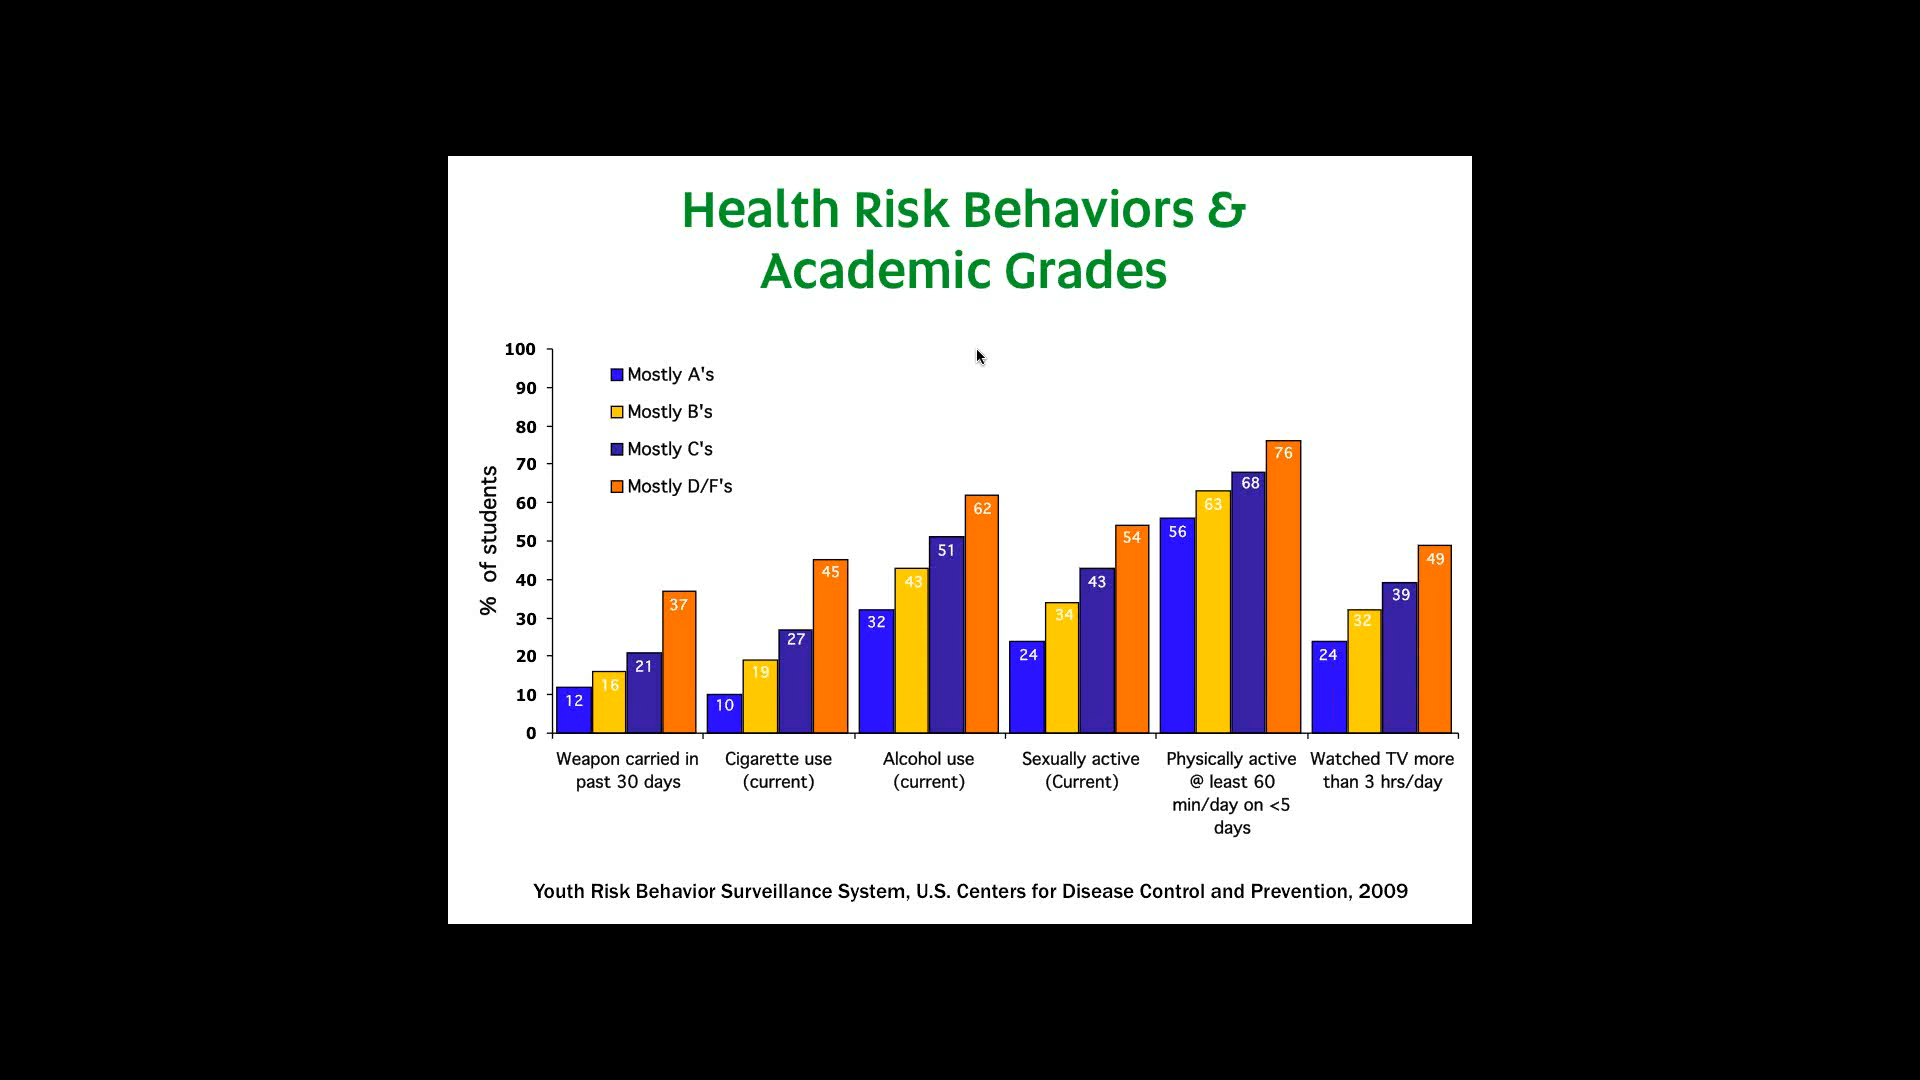 Health Risk Behaviors &
Academic Grades
100
90
80
70
60
50
40
30
20
10
0
% of students
Mostly A's
Mostly B's
Mostly C's
Mostly D/F's
12
16
21
37
10
19
27
45
32
43
51
62
24
34
43
54
56
63
68
76
24
32
39
49
Weapon carried in
past 30 days
Cigarette use
(current)
Alcohol use
(current)
Sexually active
(Current)
Physically active
@ least 60
min/day on <5
days
Watched TV more
than 3 hrs/day
Youth Risk Behavior Surveillance System, U.S. Centers for Disease Control and Prevention, 2009